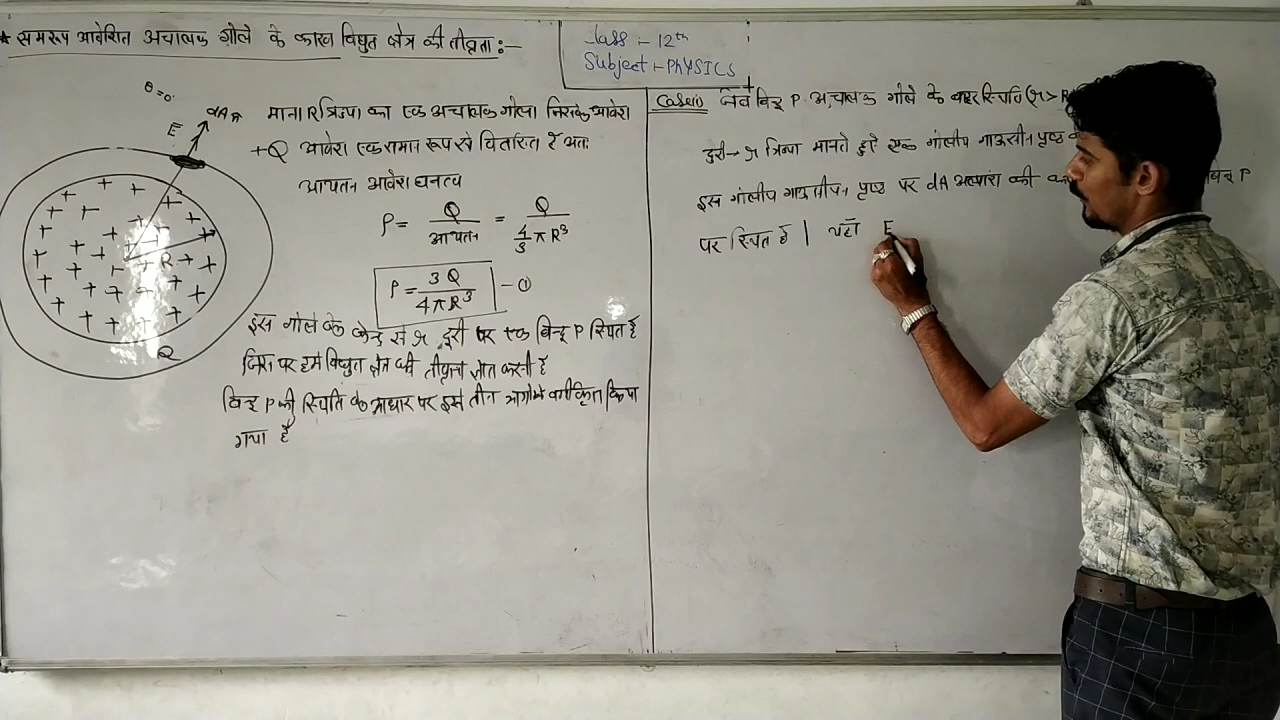 * समरूप आवेशित अचालक गोले के कारण विद्युत क्षेत्र की तीव्रता :-
Class :- 12th
Subject :- PHYSICS
θ = 0°
dA
E
R
Q
माना R त्रिज्या का एक अचालक गोला जिसके आवेश
+Q आवेश एकसमान रूप से वितरित है अतः
आयतन आवेश घनत्व
ρ = Q/आयतन = Q/(4/3 πR³)
ρ = 3Q/4πR³ - ①
इस गोले के केन्द्र से r दूरी पर एक बिन्दु P स्थित है
जिस पर हमें विद्युत क्षेत्र की तीव्रता ज्ञात करनी है
बिन्दु P की स्थिति के आधार पर इसे तीन भागों में वर्गीकृत किया
गया है
Case(i) जब बिन्दु P अचालक गोले के बाहर स्थित (r > R
दुरी → r त्रिज्या मानते हुए एक गोलीय गाऊसीन पृष्ठ
इस गोलीय गाऊसीन पृष्ठ पर dA अल्पांश की P
पर स्थित है | यहाँ E